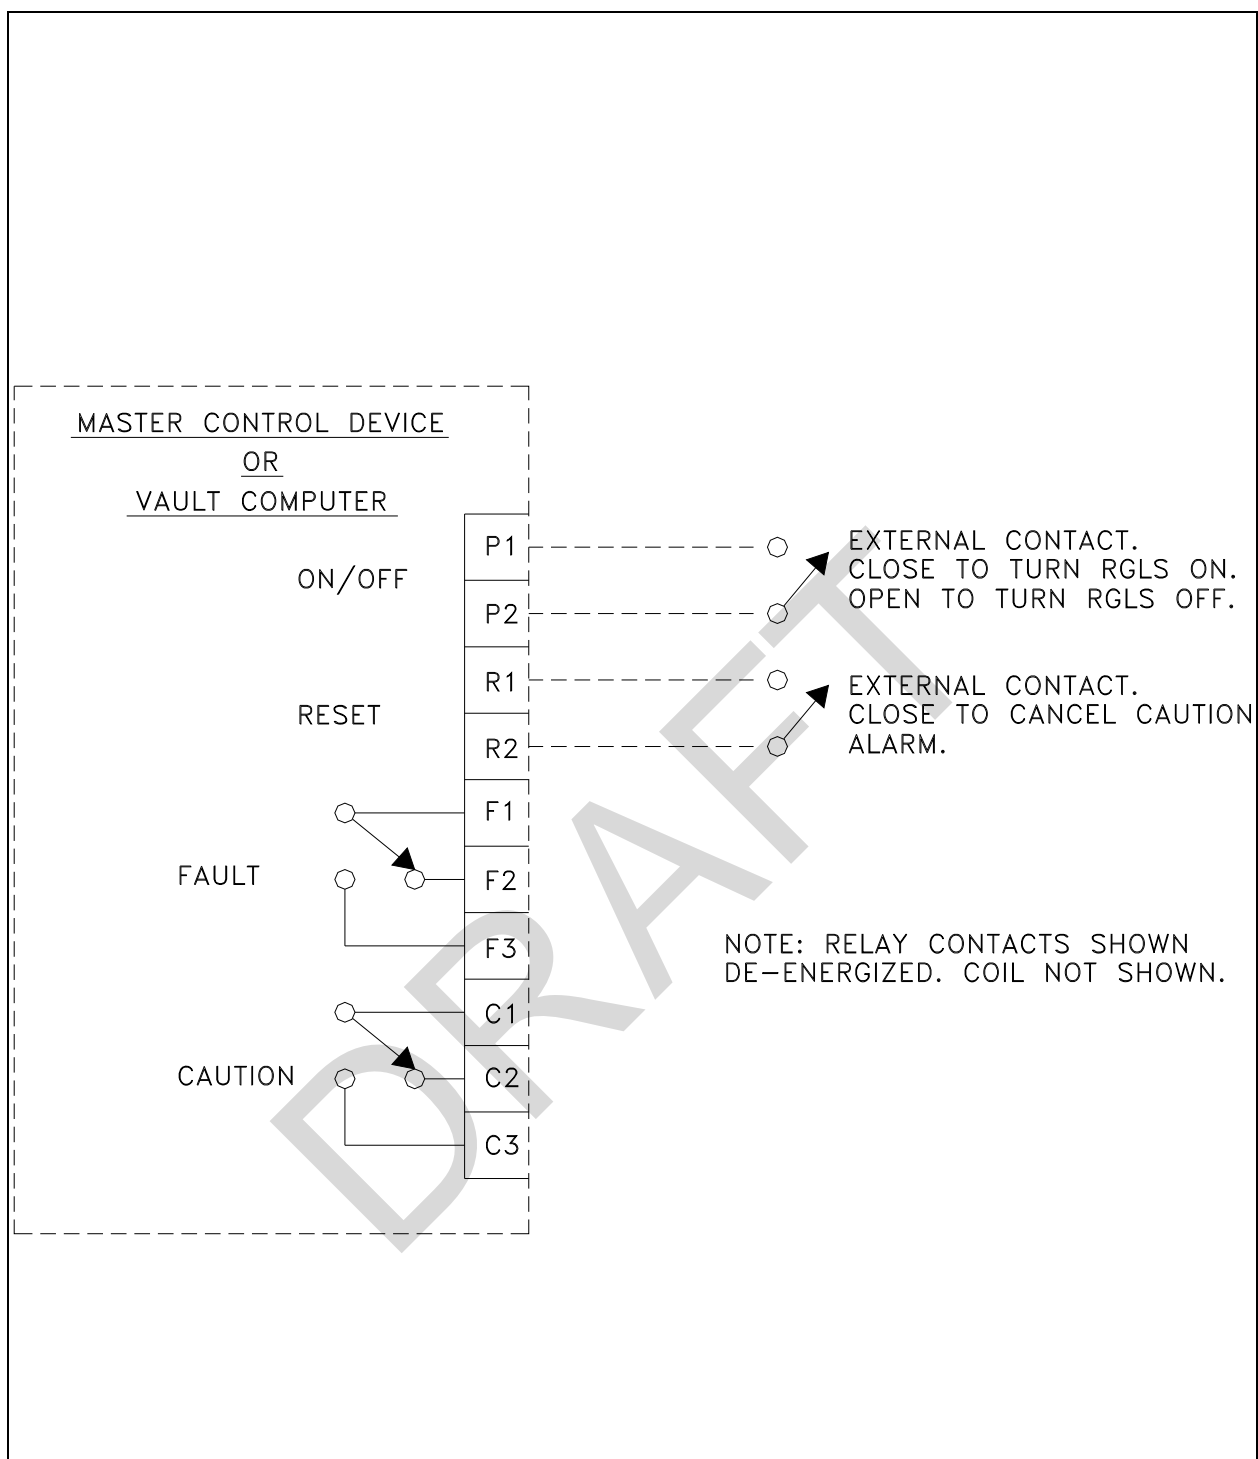 MASTER CONTROL DEVICE
OR
VAULT COMPUTER
P1
ON/OFF
P2
EXTERNAL CONTACT.
CLOSE TO TURN RGLS ON.
OPEN TO TURN RGLS OFF.
R1
RESET
R2
EXTERNAL CONTACT.
CLOSE TO CANCEL CAUTION
ALARM.
F1
FAULT
F2
F3
NOTE: RELAY CONTACTS SHOWN
DE-ENERGIZED. COIL NOT SHOWN.
C1
CAUTION
C2
C3
DRAFT